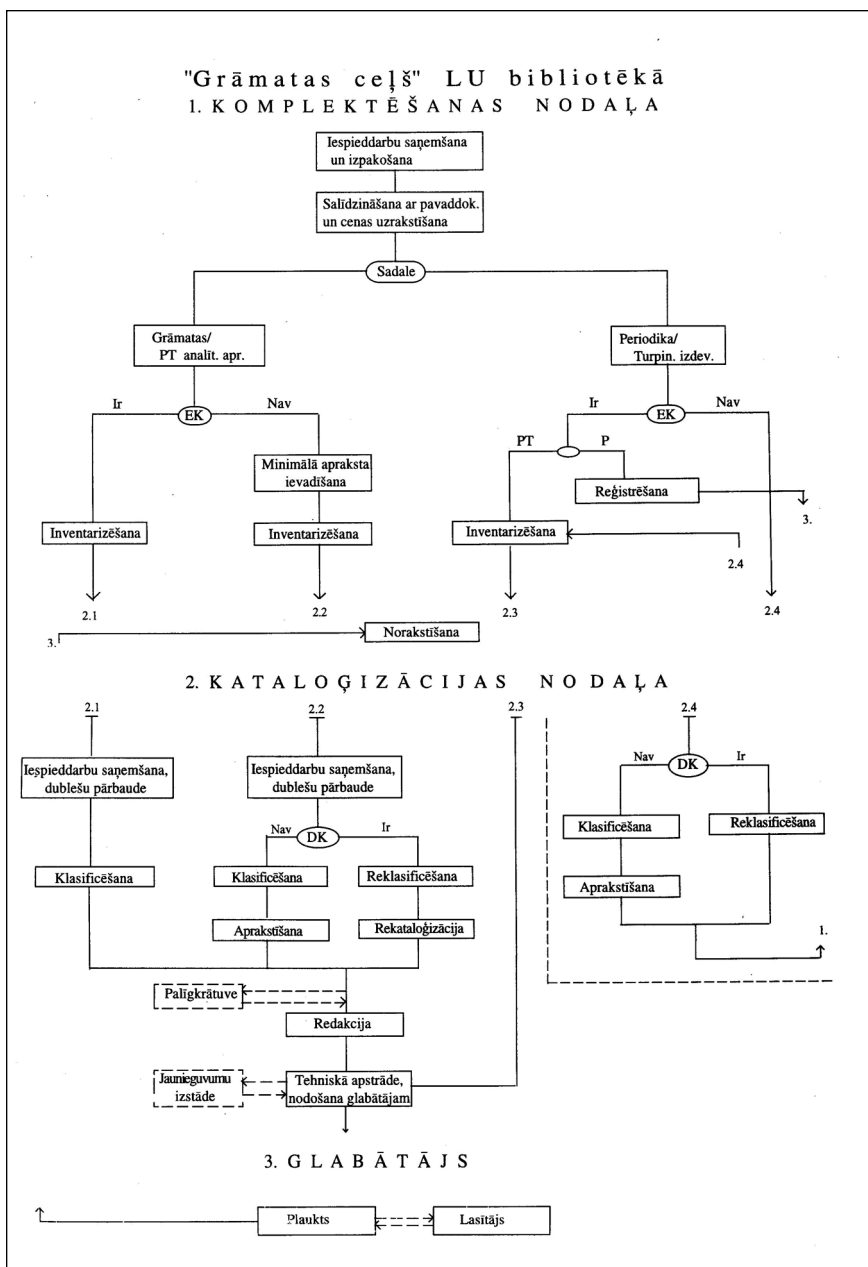 "Grāmatas ceļš" LU bibliotēkā
1. KOMPLEKTĒŠANAS NODAĻA
Iespieddarbu saņemšana
un izpakošana
Salīdzināšana ar pavaddok.
un cenas uzrakstīšana
Sadale
Grāmatas/
PT analīt. apr.
Periodika/
Turpin. izdev.
Ir
EK
Nav
Ir
EK
Nav
PT
P
Minimālā apraksta
ievadīšana
Reģistrēšana
3.
Inventarizēšana
Inventarizēšana
Inventarizēšana
2.4
2.1
2.2
2.3
2.4
3.
Norakstīšana
2. KATALOĢIZĀCIJAS NODAĻA
2.1
2.2
2.3
2.4
Nav
DK
Ir
Iespieddarbu saņemšana,
dublešu pārbaude
Iespieddarbu saņemšana,
dublešu pārbaude
Nav
DK
Ir
Klasificēšana
Reklasificēšana
Klasificēšana
Klasificēšana
Reklasificēšana
Aprakstīšana
Aprakstīšana
Rekataloģizācija
1.
Palīgkrātuve
Redakcija
Jaunieguvumu
izstāde
Tehniskā apstrāde,
nodošana glabātājam
3. GLABĀTĀJS
Plaukts
Lasītājs